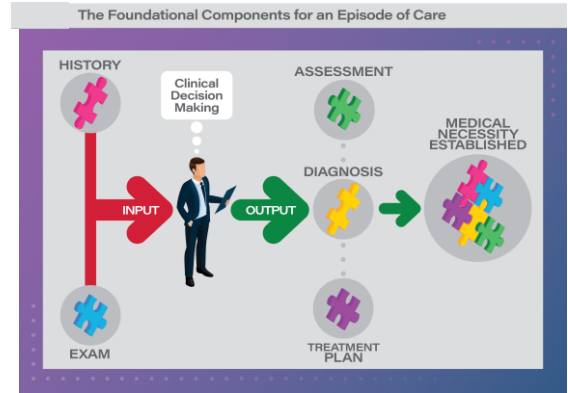 The Foundational Components for an Episode of Care
HISTORY
Clinical
Decision
Making
ASSESSMENT
MEDICAL
NECESSITY
ESTABLISHED
DIAGNOSIS
INPUT
OUTPUT
EXAM
TREATMENT
PLAN